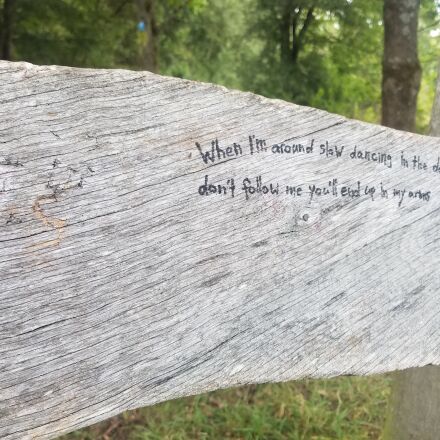 When I'm around slow dancing in the
don't follow me you'll end up in my arms